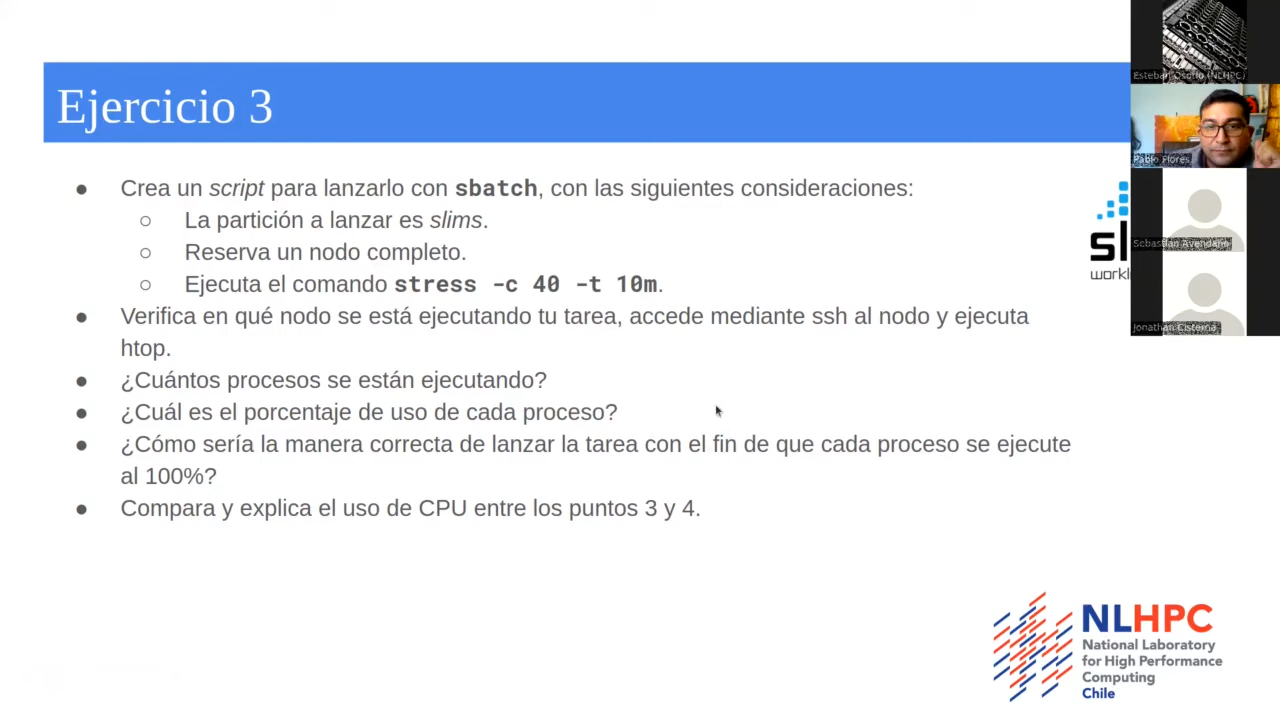 Ejercicio 3
● Crea un script para lanzarlo con sbatch, con las siguientes consideraciones:
○ La partición a lanzar es slims.
○ Reserva un nodo completo.
○ Ejecuta el comando stress -c 40 -t 10m.
● Verifica en qué nodo se está ejecutando tu tarea, accede mediante ssh al nodo y ejecuta
htop.
● ¿Cuántos procesos se están ejecutando?
● ¿Cuál es el porcentaje de uso de cada proceso?
● ¿Cómo sería la manera correcta de lanzar la tarea con el fin de que cada proceso se ejecute
al 100%?
● Compara y explica el uso de CPU entre los puntos 3 y 4.
Esteban Osorio (NLHPC)
Pablo Flores
Sebastian Avendaño
Jonathan Cisterna
sl
workl
NLHPC
National Laboratory
for High Performance
Computing
Chile